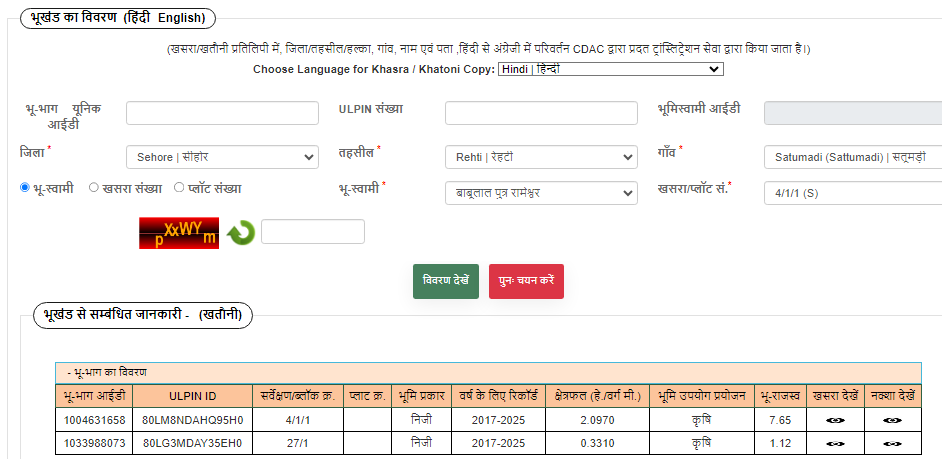 भूखंड का विवरण (हिंदी English)
(खसरा/खतौनी प्रतिलिपी में, जिला/तहसील/हल्का, गांव, नाम एवं पता ,हिंदी से अंग्रेजी में परिवर्तन CDAC द्वारा प्रदत ट्रांस्लिट्रेशन सेवा द्वारा किया जाता है।)
Choose Language for Khasra / Khatoni Copy: Hindi | हिन्दी
भू-भाग यूनिक आईडी
ULPIN संख्या
भूमिस्वामी आईडी
जिला * Sehore | सीहोर
तहसील * Rehti | रेहटी
गाँव * Satumadi (Sattumadi) | सतूमड़ी
भू-स्वामी खसरा संख्या प्लॉट संख्या
भू-स्वामी * बाबूलाल पुत्र रामेश्वर
खसरा/प्लॉट सं.* 4/1/1 (S)
pXxWYm
विवरण देखें पुनः चयन करें
भूखंड से सम्बंधित जानकारी - (खतौनी)
- भू-भाग का विवरण
भू-भाग आईडी ULPIN ID सर्वेक्षण/ब्लॉक क्र. प्लाट क्र. भूमि प्रकार वर्ष के लिए रिकॉर्ड क्षेत्रफल (हे./वर्ग मी.) भूमि उपयोग प्रयोजन भू-राजस्व खसरा देखें नक्शा देखें
1004631658 80LM8NDAHQ95H0 4/1/1 निजी 2017-2025 2.0970 कृषि 7.65
1033988073 80LG3MDAY35EH0 27/1 निजी 2017-2025 0.3310 कृषि 1.12